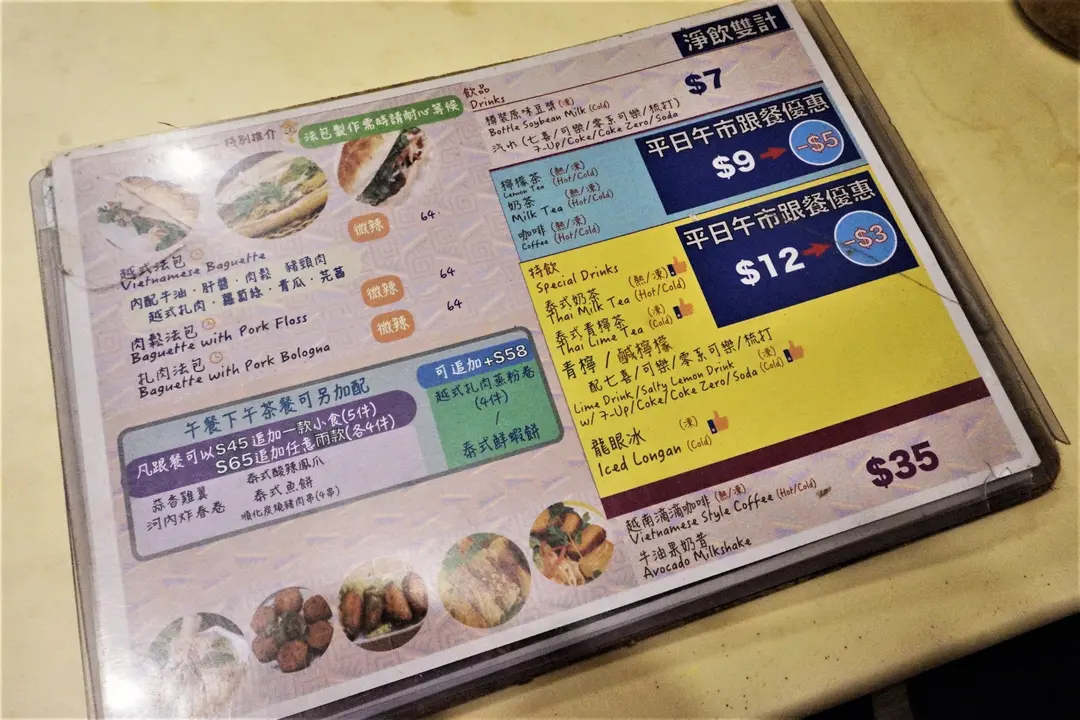 特別推介
法包製作需時請耐心等候
微辣
64
越式法包
Vietnamese Baguette
內配牛油·肝醬·肉鬆 豬頸肉
越式扎肉·蘿蔔絲·青瓜·芫茜
微辣
64
肉鬆法包
Baguette with Pork Floss
微辣
64
扎肉法包
Baguette with Pork Bologna
午餐下午茶餐可另加配
凡跟餐可以$45追加一款小食(5件)
$65追加任意兩款(各4件)
蒜香雞翼
泰式酸辣鳳爪
泰式魚餅
河內炸春卷
順化炭燒豬肉串(4串)
可追加+$58
越式扎肉蒸粉卷
(4件)
/
泰式鮮蝦餅
淨飲雙計
飲品
Drinks
$7
樽裝原味豆漿(凍)
Bottle Soybean Milk (Cold)
汽水(七喜/可樂/零系可樂/梳打)
7-Up/Coke/Coke Zero/Soda
平日午市跟餐優惠
$9
-$5
檸檬茶 (熱/凍)
Lemon Tea (Hot/Cold)
奶茶 (熱/凍)
Milk Tea (Hot/Cold)
咖啡 (熱/凍)
Coffee (Hot/Cold)
平日午市跟餐優惠
$12
-$3
特飲
Special Drinks
泰式奶茶 (熱/凍)
Thai Milk Tea (Hot/Cold)
泰式青檸茶 (凍)
Thai Lime Tea (Cold)
青檸/鹹檸檬
配七喜/可樂/零系可樂/梳打
(凍)
Lime Drink/Salty Lemon Drink (Cold)
w/ 7-Up/Coke/Coke Zero/Soda
龍眼冰 (凍)
Iced Longan (Cold)
$35
越南滴滴咖啡 (熱/凍)
Vietnamese Style Coffee (Hot/Cold)
牛油果奶昔
Avocado Milkshake